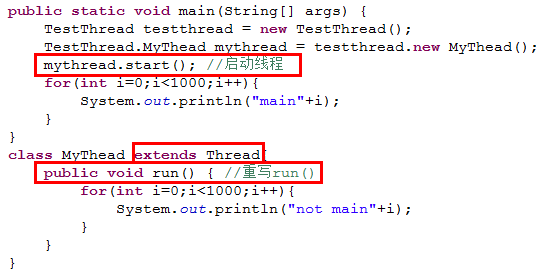 public static void main(String[] args) {
TestThread testthread = new TestThread();
TestThread.MyThead mythread = testthread.new MyThead();
mythread.start(); //启动线程
for(int i=0;i<1000;i++){
System.out.println("main"+i);
}
}
class MyThead extends Thread{
public void run() { //重写run()
for(int i=0;i<1000;i++){
System.out.println("not main"+i);
}
}
}